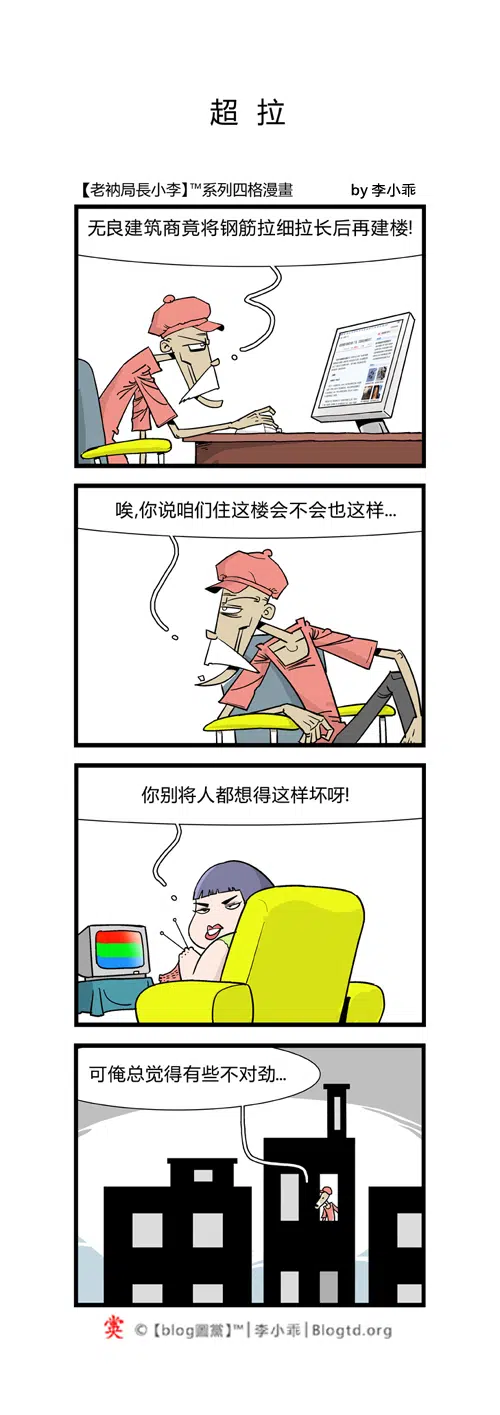 超 拉
【老衲局長小李】™系列四格漫畫 by 李小乖
无良建筑商竟将钢筋拉细拉长后再建楼!
唉,你说咱们住这楼会不会也这样...
你别将人都想得这样坏呀!
可俺总觉得有些不对劲...
©【blog圖黨】™|李小乖|Blogtd.org